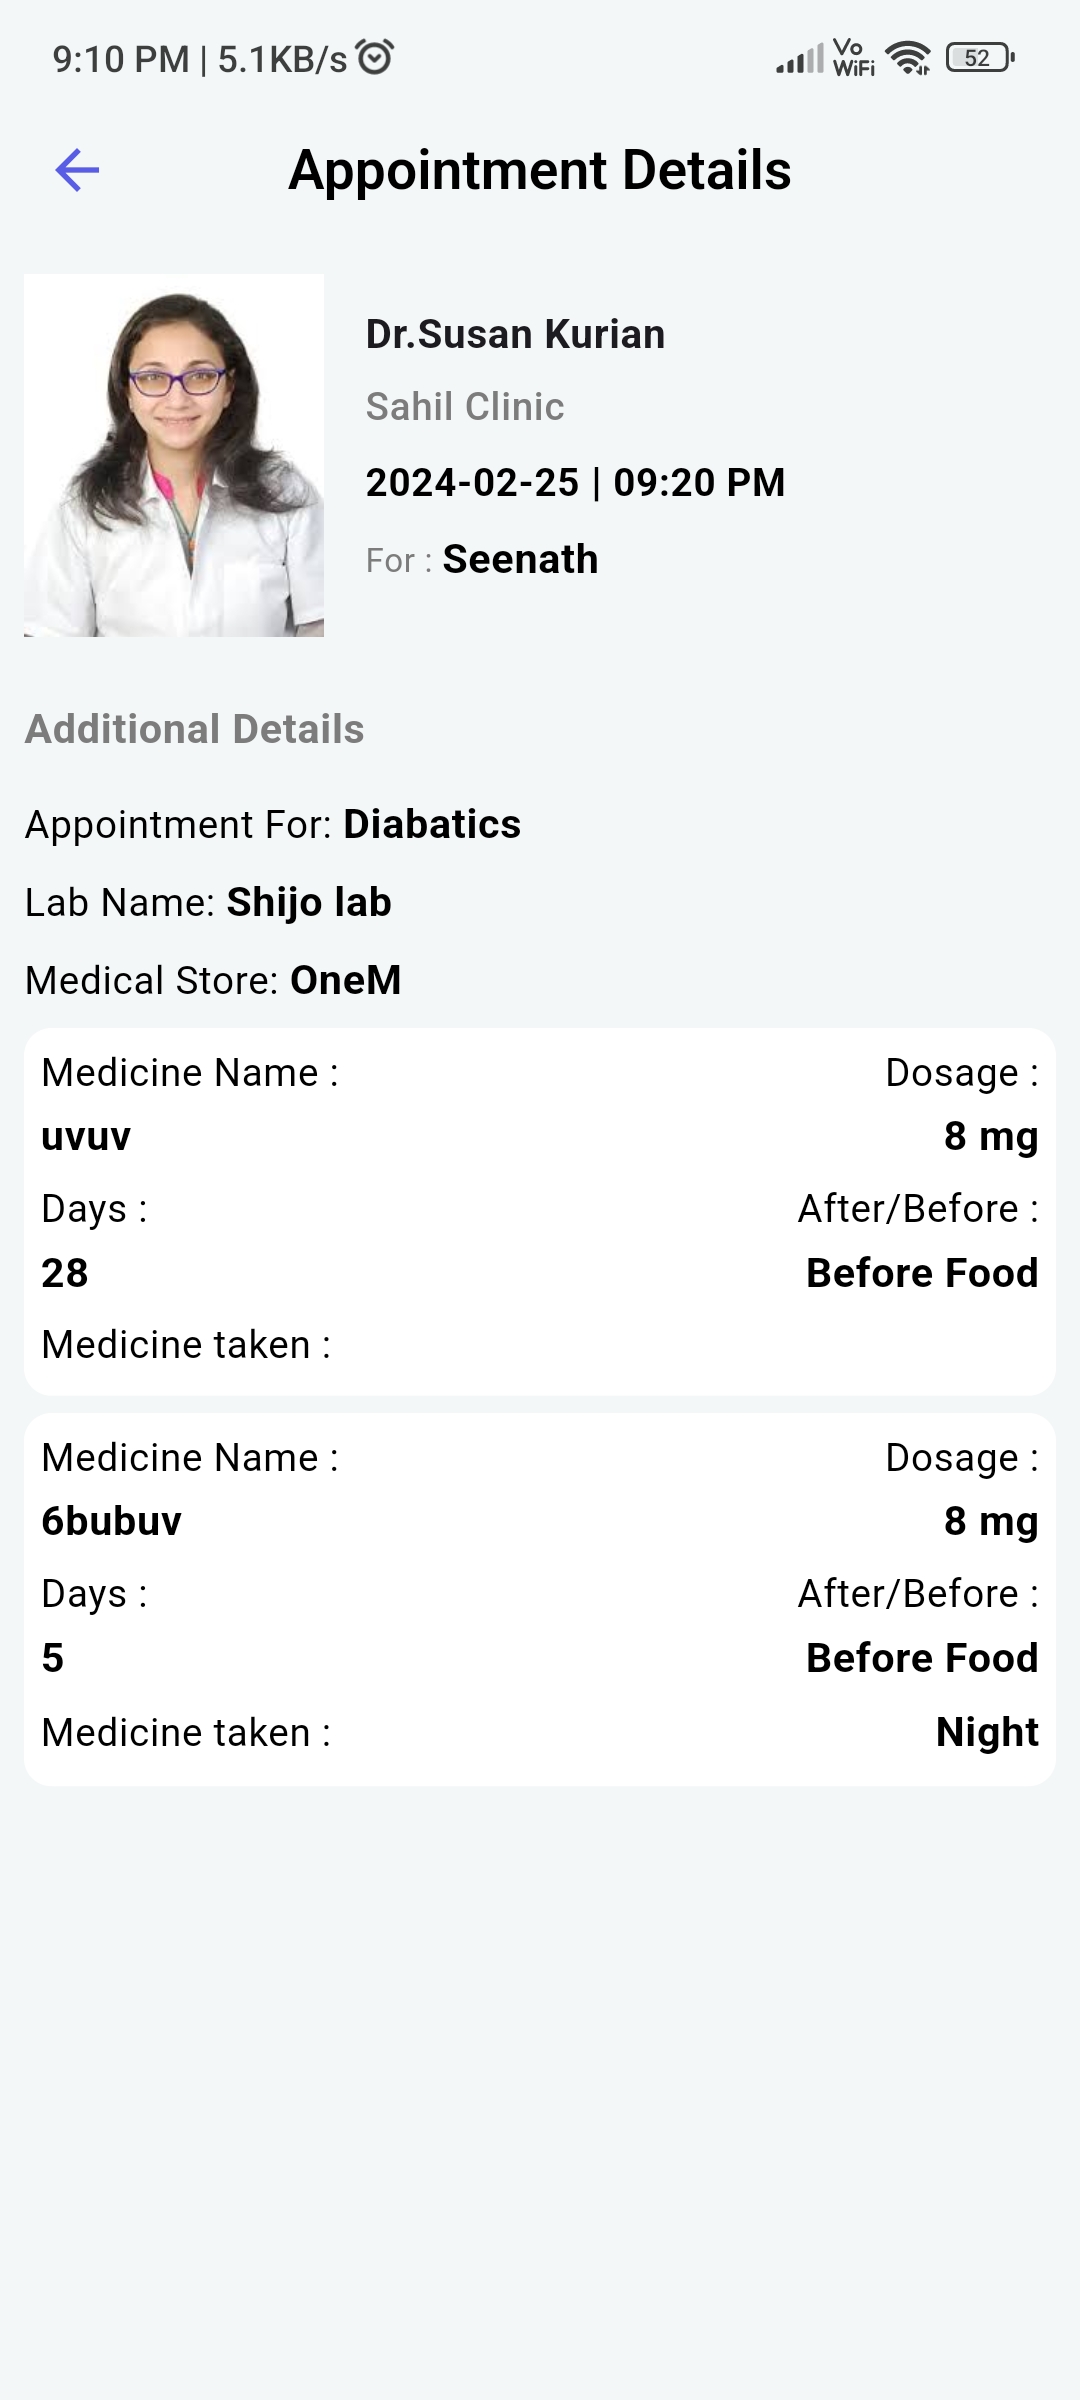 9:10 PM | 5.1KB/s
Vo
WiFi
52
Appointment Details
Dr.Susan Kurian
Sahil Clinic
2024-02-25 | 09:20 PM
For : Seenath
Additional Details
Appointment For: Diabatics
Lab Name: Shijo lab
Medical Store: OneM
Medicine Name : Dosage :
uvuv 8 mg
Days : After/Before :
28 Before Food
Medicine taken :
Medicine Name : Dosage :
6bubuv 8 mg
Days : After/Before :
5 Before Food
Medicine taken : Night